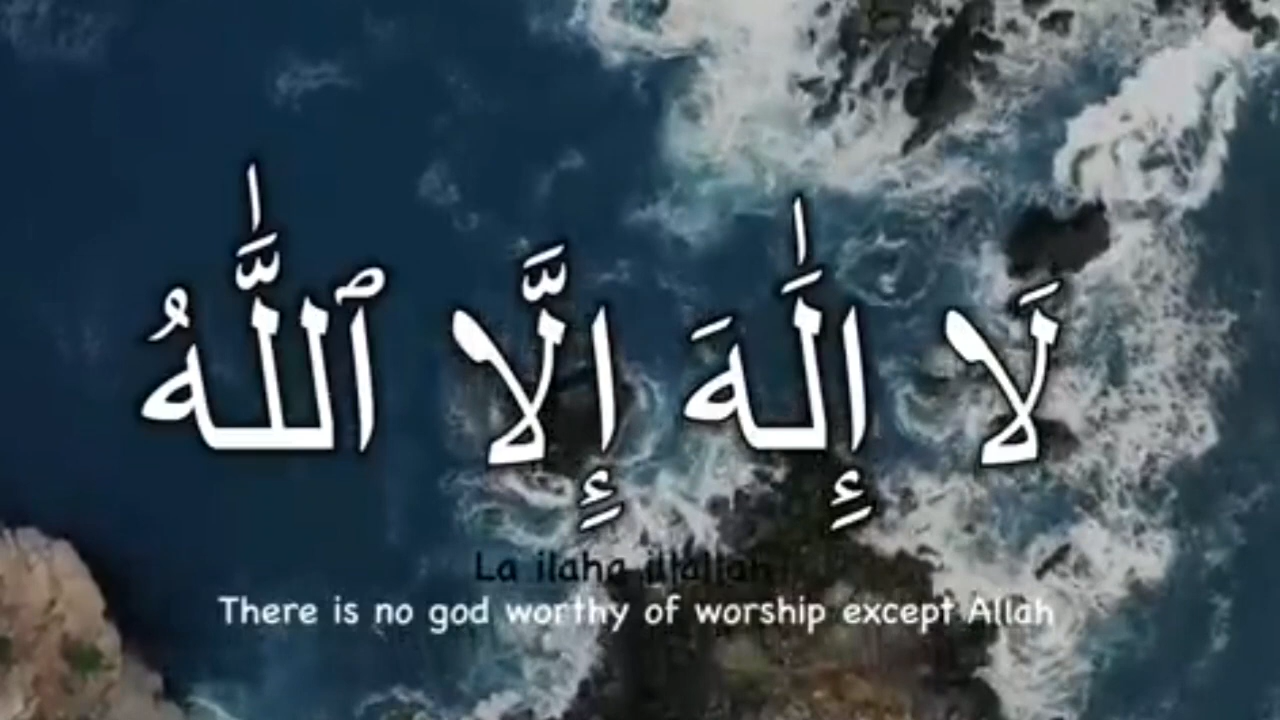 لَا إِلَٰهَ إِلَّا ٱللَّٰهُ
La ilaha illallah
There is no god worthy of worship except Allah